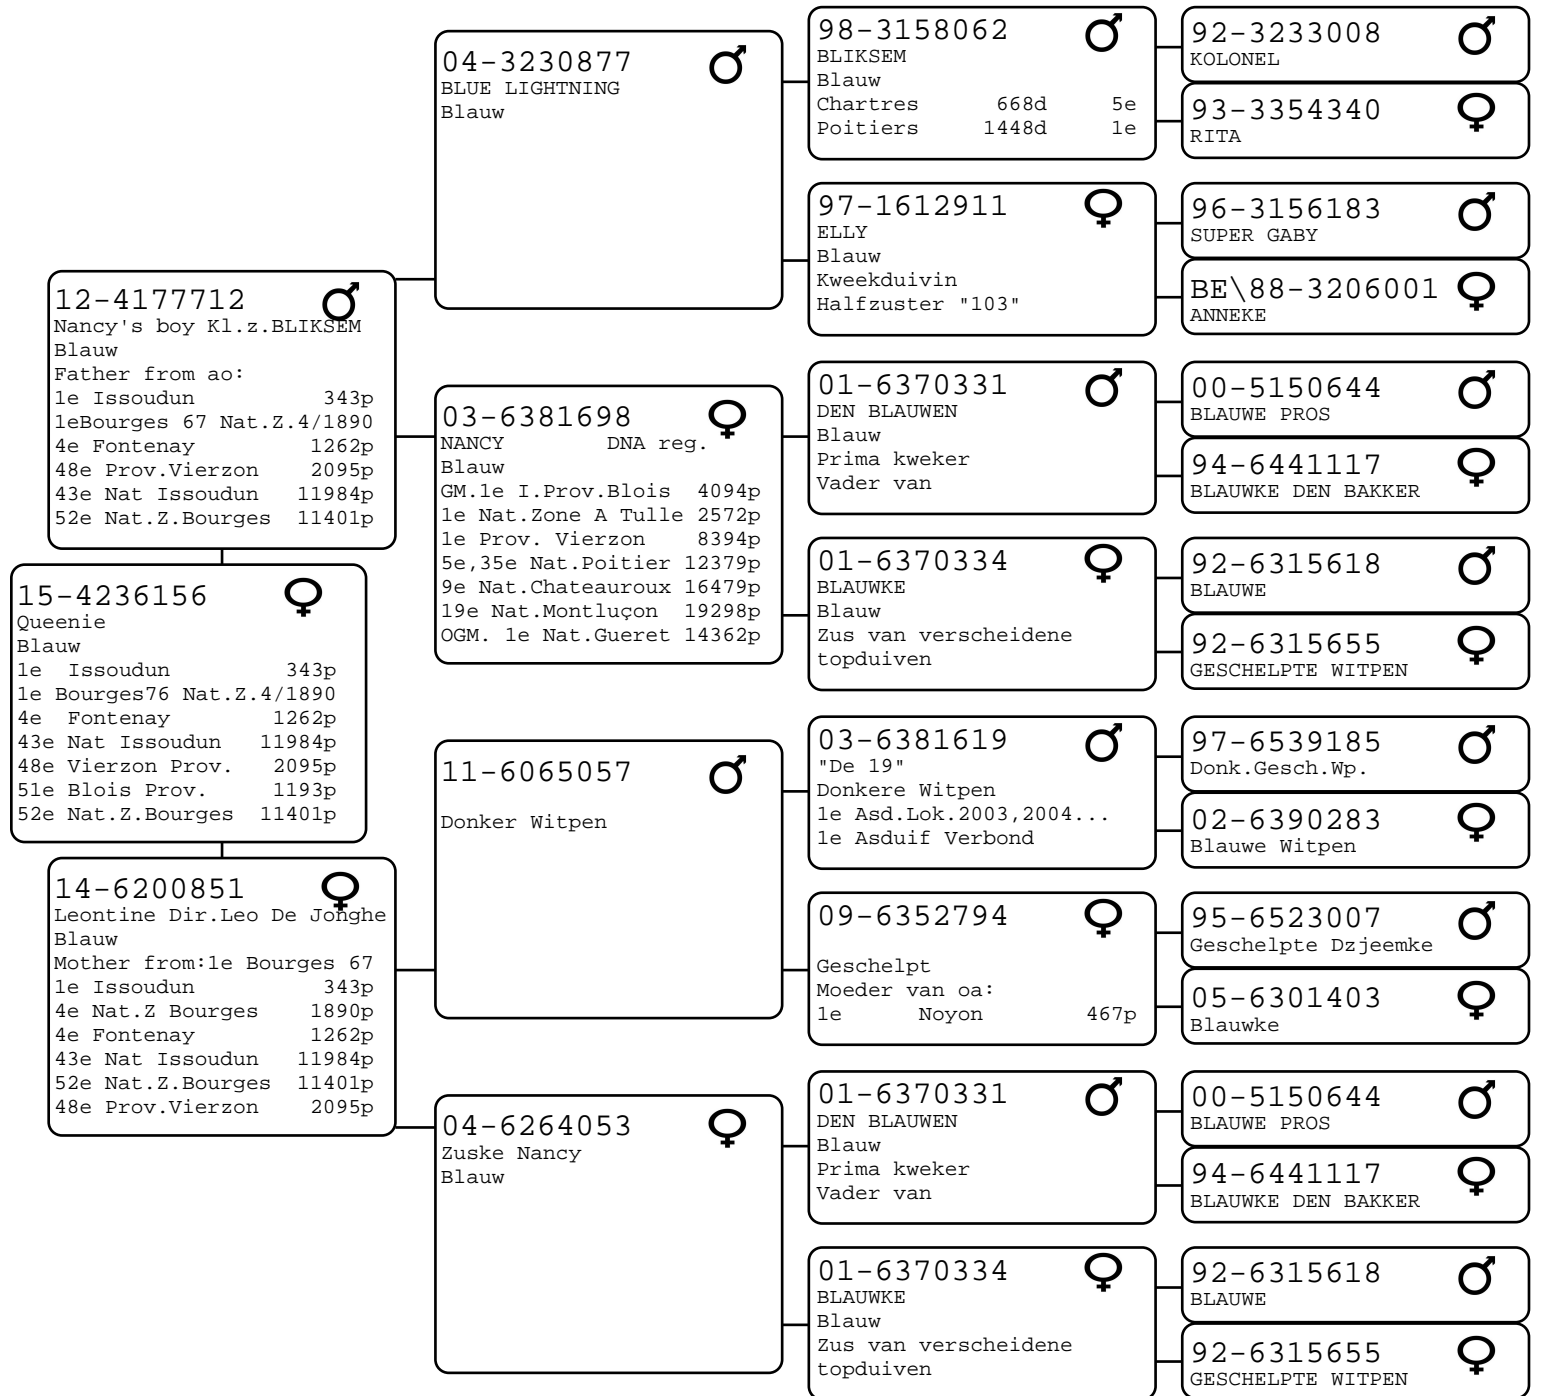 15-4236156
Queenie
Blauw
1e  Issoudun          343p
1e Bourges76 Nat.Z.4/1890
4e  Fontenay         1262p
43e Nat Issoudun   11984p
48e Vierzon Prov.   2095p
51e Blois Prov.     1193p
52e Nat.Z.Bourges  11401p
12-4177712 ♂
Nancy's boy Kl.z.BLIKSEM
Blauw
Father from ao:
1e Issoudun           343p
1eBourges 67 Nat.Z.4/1890
4e Fontenay          1262p
48e Prov.Vierzon     2095p
43e Nat Issoudun    11984p
52e Nat.Z.Bourges   11401p
14-6200851 ♀
Leontine Dir.Leo De Jonghe
Blauw
Mother from:1e Bourges 67
1e Issoudun           343p
4e Nat.Z Bourges     1890p
4e Fontenay          1262p
43e Nat Issoudun    11984p
52e Nat.Z.Bourges   11401p
48e Prov.Vierzon     2095p
04-3230877 ♂
BLUE LIGHTNING
Blauw
03-6381698 ♀
NANCY        DNA reg.
Blauw
GM.1e I.Prov.Blois  4094p
1e Nat.Zone A Tulle 2572p
1e Prov. Vierzon    8394p
5e,35e Nat.Poitier 12379p
9e Nat.Chateauroux 16479p
19e Nat.Montluçon  19298p
OGM. 1e Nat.Gueret 14362p
11-6065057 ♂
Donker Witpen
04-6264053 ♀
Zuske Nancy
Blauw
98-3158062 ♂
BLIKSEM
Blauw
Chartres      668d     5e
Poitiers     1448d     1e
97-1612911 ♀
ELLY
Blauw
Kweekduivin
Halfzuster "103"
01-6370331 ♂
DEN BLAUWEN
Blauw
Prima kweker
Vader van
01-6370334 ♀
BLAUWKE
Blauw
Zus van verscheidene
topduiven
03-6381619 ♂
"De 19"
Donkere Witpen
1e Asd.Lok.2003,2004...
1e Asduif Verbond
09-6352794 ♀
Geschelpt
Moeder van oa:
1e      Noyon        467p
01-6370331 ♂
DEN BLAUWEN
Blauw
Prima kweker
Vader van
01-6370334 ♀
BLAUWKE
Blauw
Zus van verscheidene
topduiven
92-3233008 ♂
KOLONEL
93-3354340 ♀
RITA
96-3156183 ♂
SUPER GABY
BE\88-3206001 ♀
ANNEKE
00-5150644 ♂
BLAUWE PROS
94-6441117 ♀
BLAUWKE DEN BAKKER
92-6315618 ♂
BLAUWE
92-6315655 ♀
GESCHELPTE WITPEN
97-6539185 ♂
Donk.Gesch.Wp.
02-6390283 ♀
Blauwe Witpen
95-6523007 ♂
Geschelpte Dzjeemke
05-6301403 ♀
Blauwke
00-5150644 ♂
BLAUWE PROS
94-6441117 ♀
BLAUWKE DEN BAKKER
92-6315618 ♂
BLAUWE
92-6315655 ♀
GESCHELPTE WITPEN